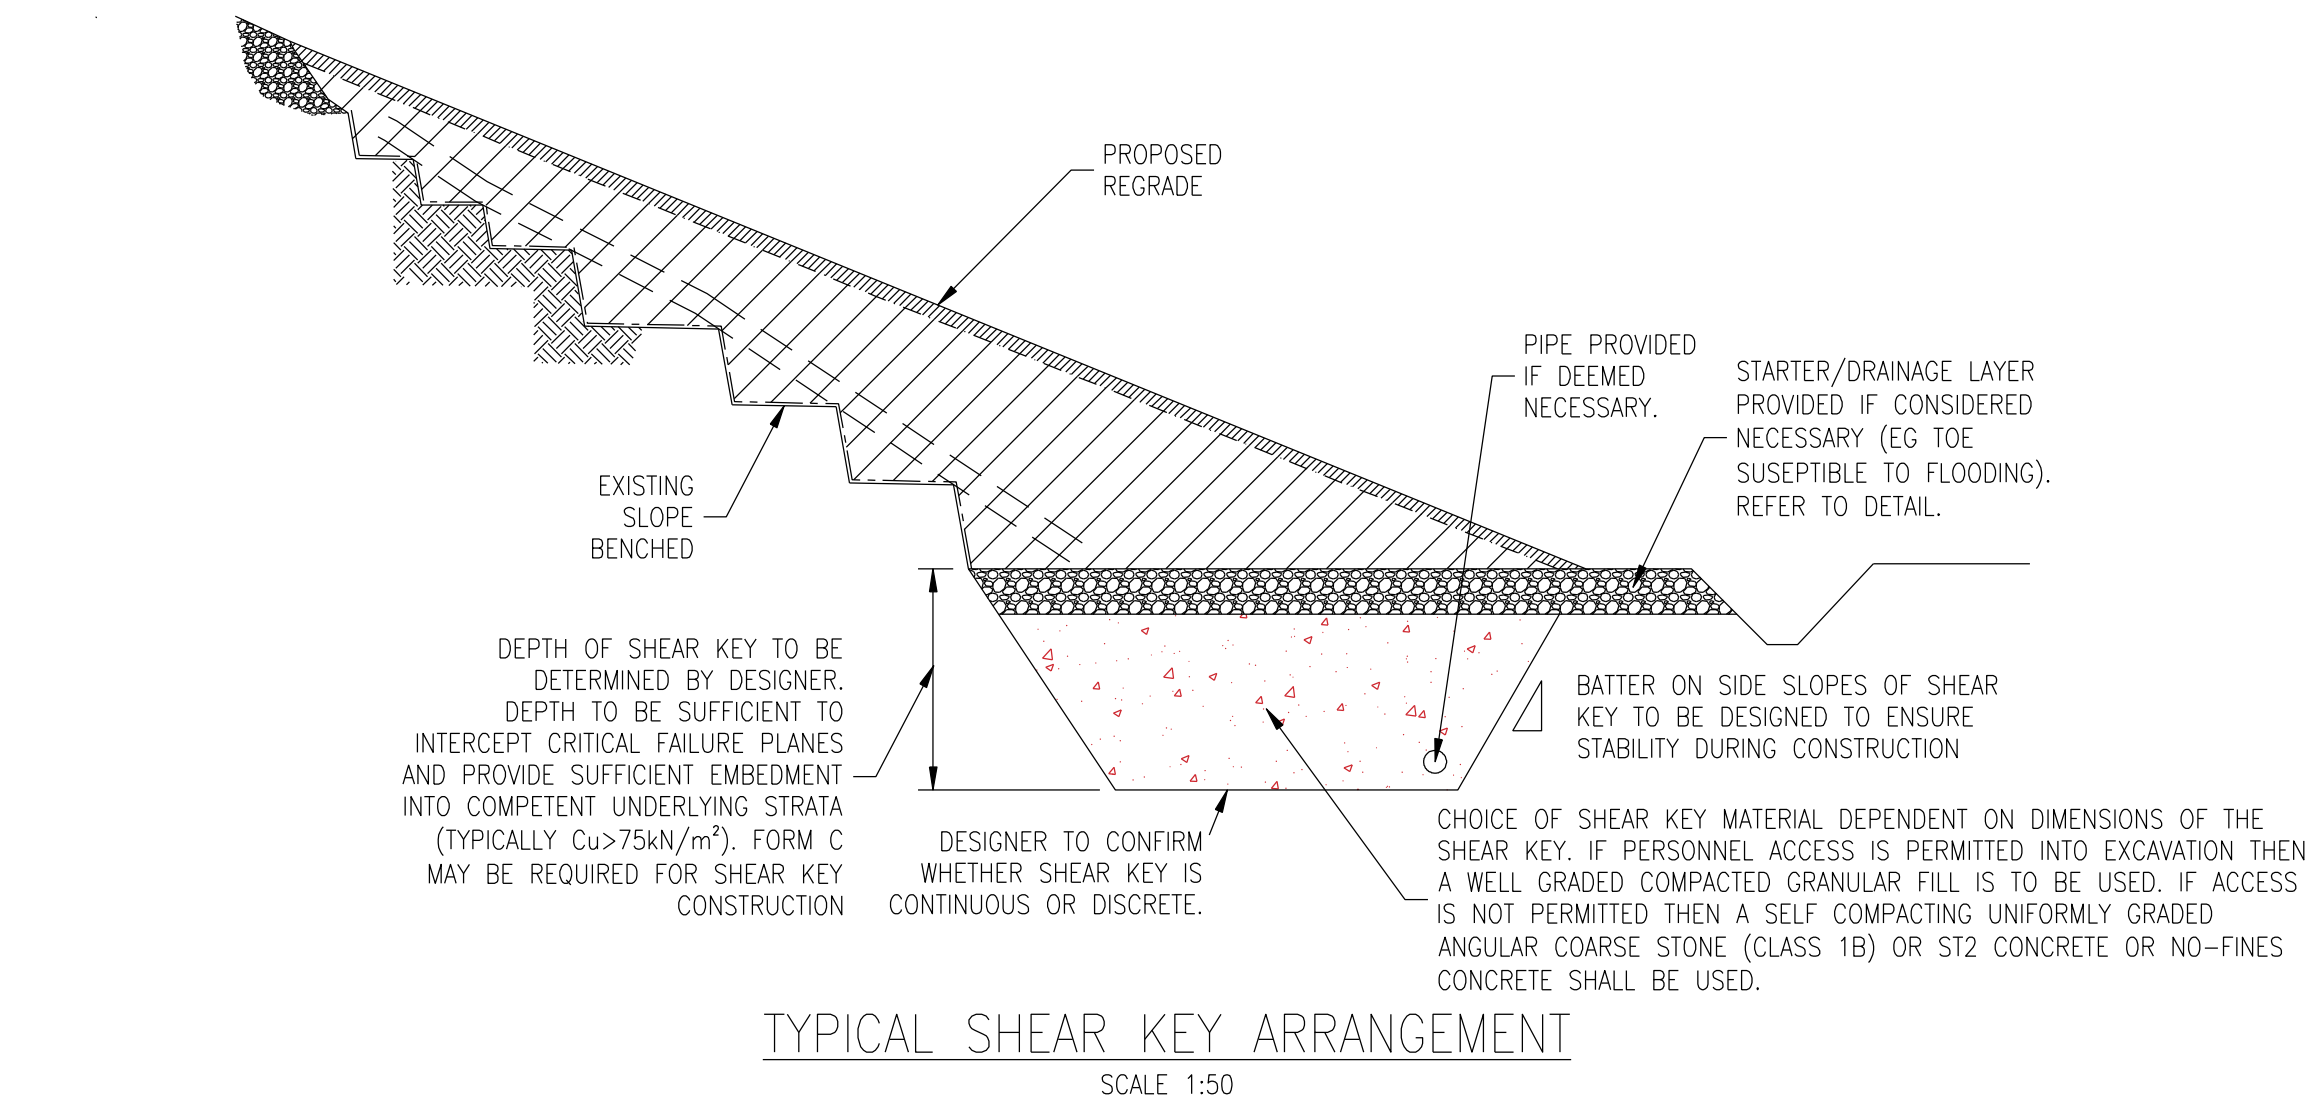 PROPOSED
REGRADE
PIPE PROVIDED
IF DEEMED
NECESSARY.
STARTER/DRAINAGE LAYER
PROVIDED IF CONSIDERED
NECESSARY (EG TOE
SUSEPTIBLE TO FLOODING).
REFER TO DETAIL.
EXISTING
SLOPE
BENCHED
DEPTH OF SHEAR KEY TO BE
DETERMINED BY DESIGNER.
DEPTH TO BE SUFFICIENT TO
INTERCEPT CRITICAL FAILURE PLANES
AND PROVIDE SUFFICIENT EMBEDMENT
INTO COMPETENT UNDERLYING STRATA
(TYPICALLY Cu>75kN/m²). FORM C
MAY BE REQUIRED FOR SHEAR KEY
CONSTRUCTION
BATTER ON SIDE SLOPES OF SHEAR
KEY TO BE DESIGNED TO ENSURE
STABILITY DURING CONSTRUCTION
DESIGNER TO CONFIRM
WHETHER SHEAR KEY IS
CONTINUOUS OR DISCRETE.
CHOICE OF SHEAR KEY MATERIAL DEPENDENT ON DIMENSIONS OF THE
SHEAR KEY. IF PERSONNEL ACCESS IS PERMITTED INTO EXCAVATION THEN
A WELL GRADED COMPACTED GRANULAR FILL IS TO BE USED. IF ACCESS
IS NOT PERMITTED THEN A SELF COMPACTING UNIFORMLY GRADED
ANGULAR COARSE STONE (CLASS 1B) OR ST2 CONCRETE OR NO-FINES
CONCRETE SHALL BE USED.
TYPICAL SHEAR KEY ARRANGEMENT
SCALE 1:50